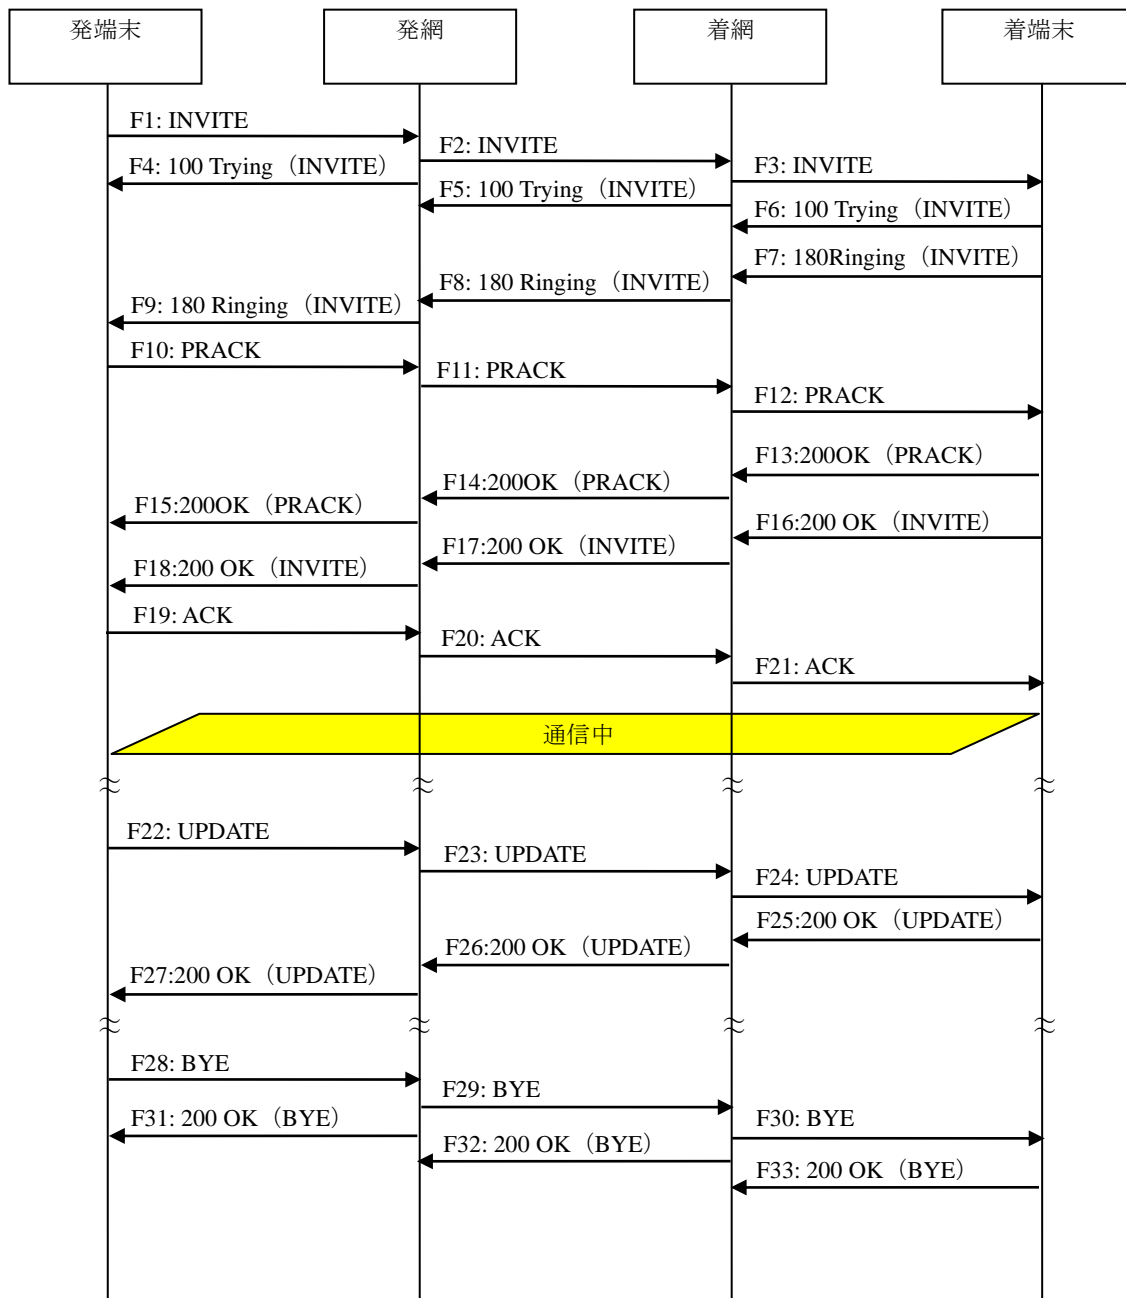 発端末
発網
着網
着端末
F1: INVITE
F2: INVITE
F3: INVITE
F4: 100 Trying（INVITE）
F5: 100 Trying（INVITE）
F6: 100 Trying（INVITE）
F7: 180Ringing（INVITE）
F8: 180 Ringing（INVITE）
F9: 180 Ringing（INVITE）
F10: PRACK
F11: PRACK
F12: PRACK
F13:200OK（PRACK）
F14:200OK（PRACK）
F15:200OK（PRACK）
F16:200 OK（INVITE）
F17:200 OK（INVITE）
F18:200 OK（INVITE）
F19: ACK
F20: ACK
F21: ACK
通信中
F22: UPDATE
F23: UPDATE
F24: UPDATE
F25:200 OK（UPDATE）
F26:200 OK（UPDATE）
F27:200 OK（UPDATE）
F28: BYE
F29: BYE
F30: BYE
F31: 200 OK（BYE）
F32: 200 OK（BYE）
F33: 200 OK（BYE）